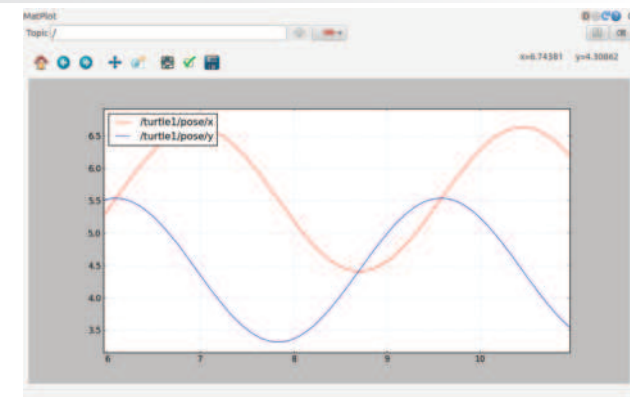 MatPlot
Topic /
x=6.74381 y=4.30862
/turtle1/pose/x
/turtle1/pose/y
6.5
6.0
5.5
5.0
4.5
4.0
3.5
6 7 8 9 10